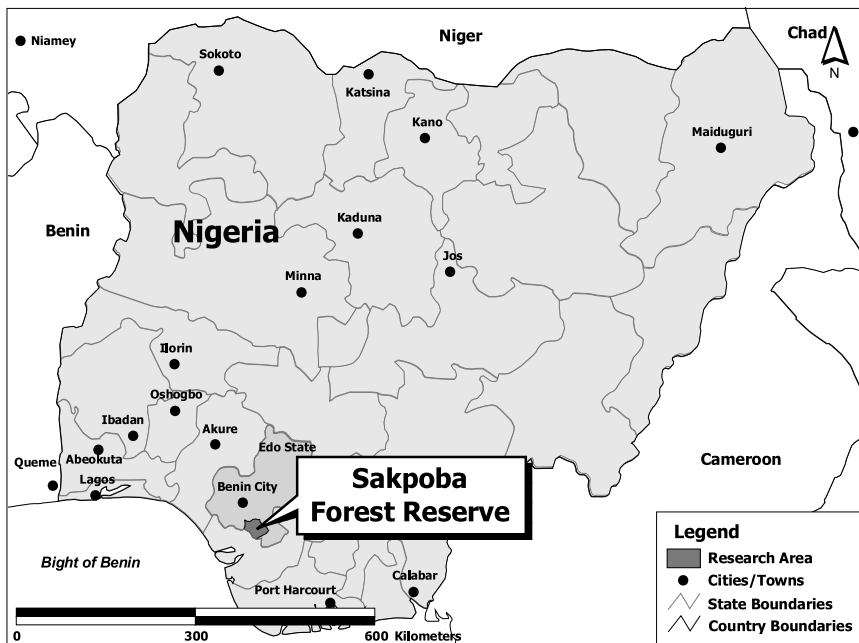 Niamey
Niger
Chad
N
Sokoto
Katsina
Kano
Maiduguri
Benin
Nigeria
Kaduna
Jos
Minna
Ilorin
Oshogbo
Ibadan
Akure
Edo State
Abeokuta
Queme
Lagos
Benin City
Sakpoba
Forest Reserve
Cameroon
Bight of Benin
Port Harcourt
Calabar
0
300
600 Kilometers
Legend
Research Area
Cities/Towns
State Boundaries
Country Boundaries